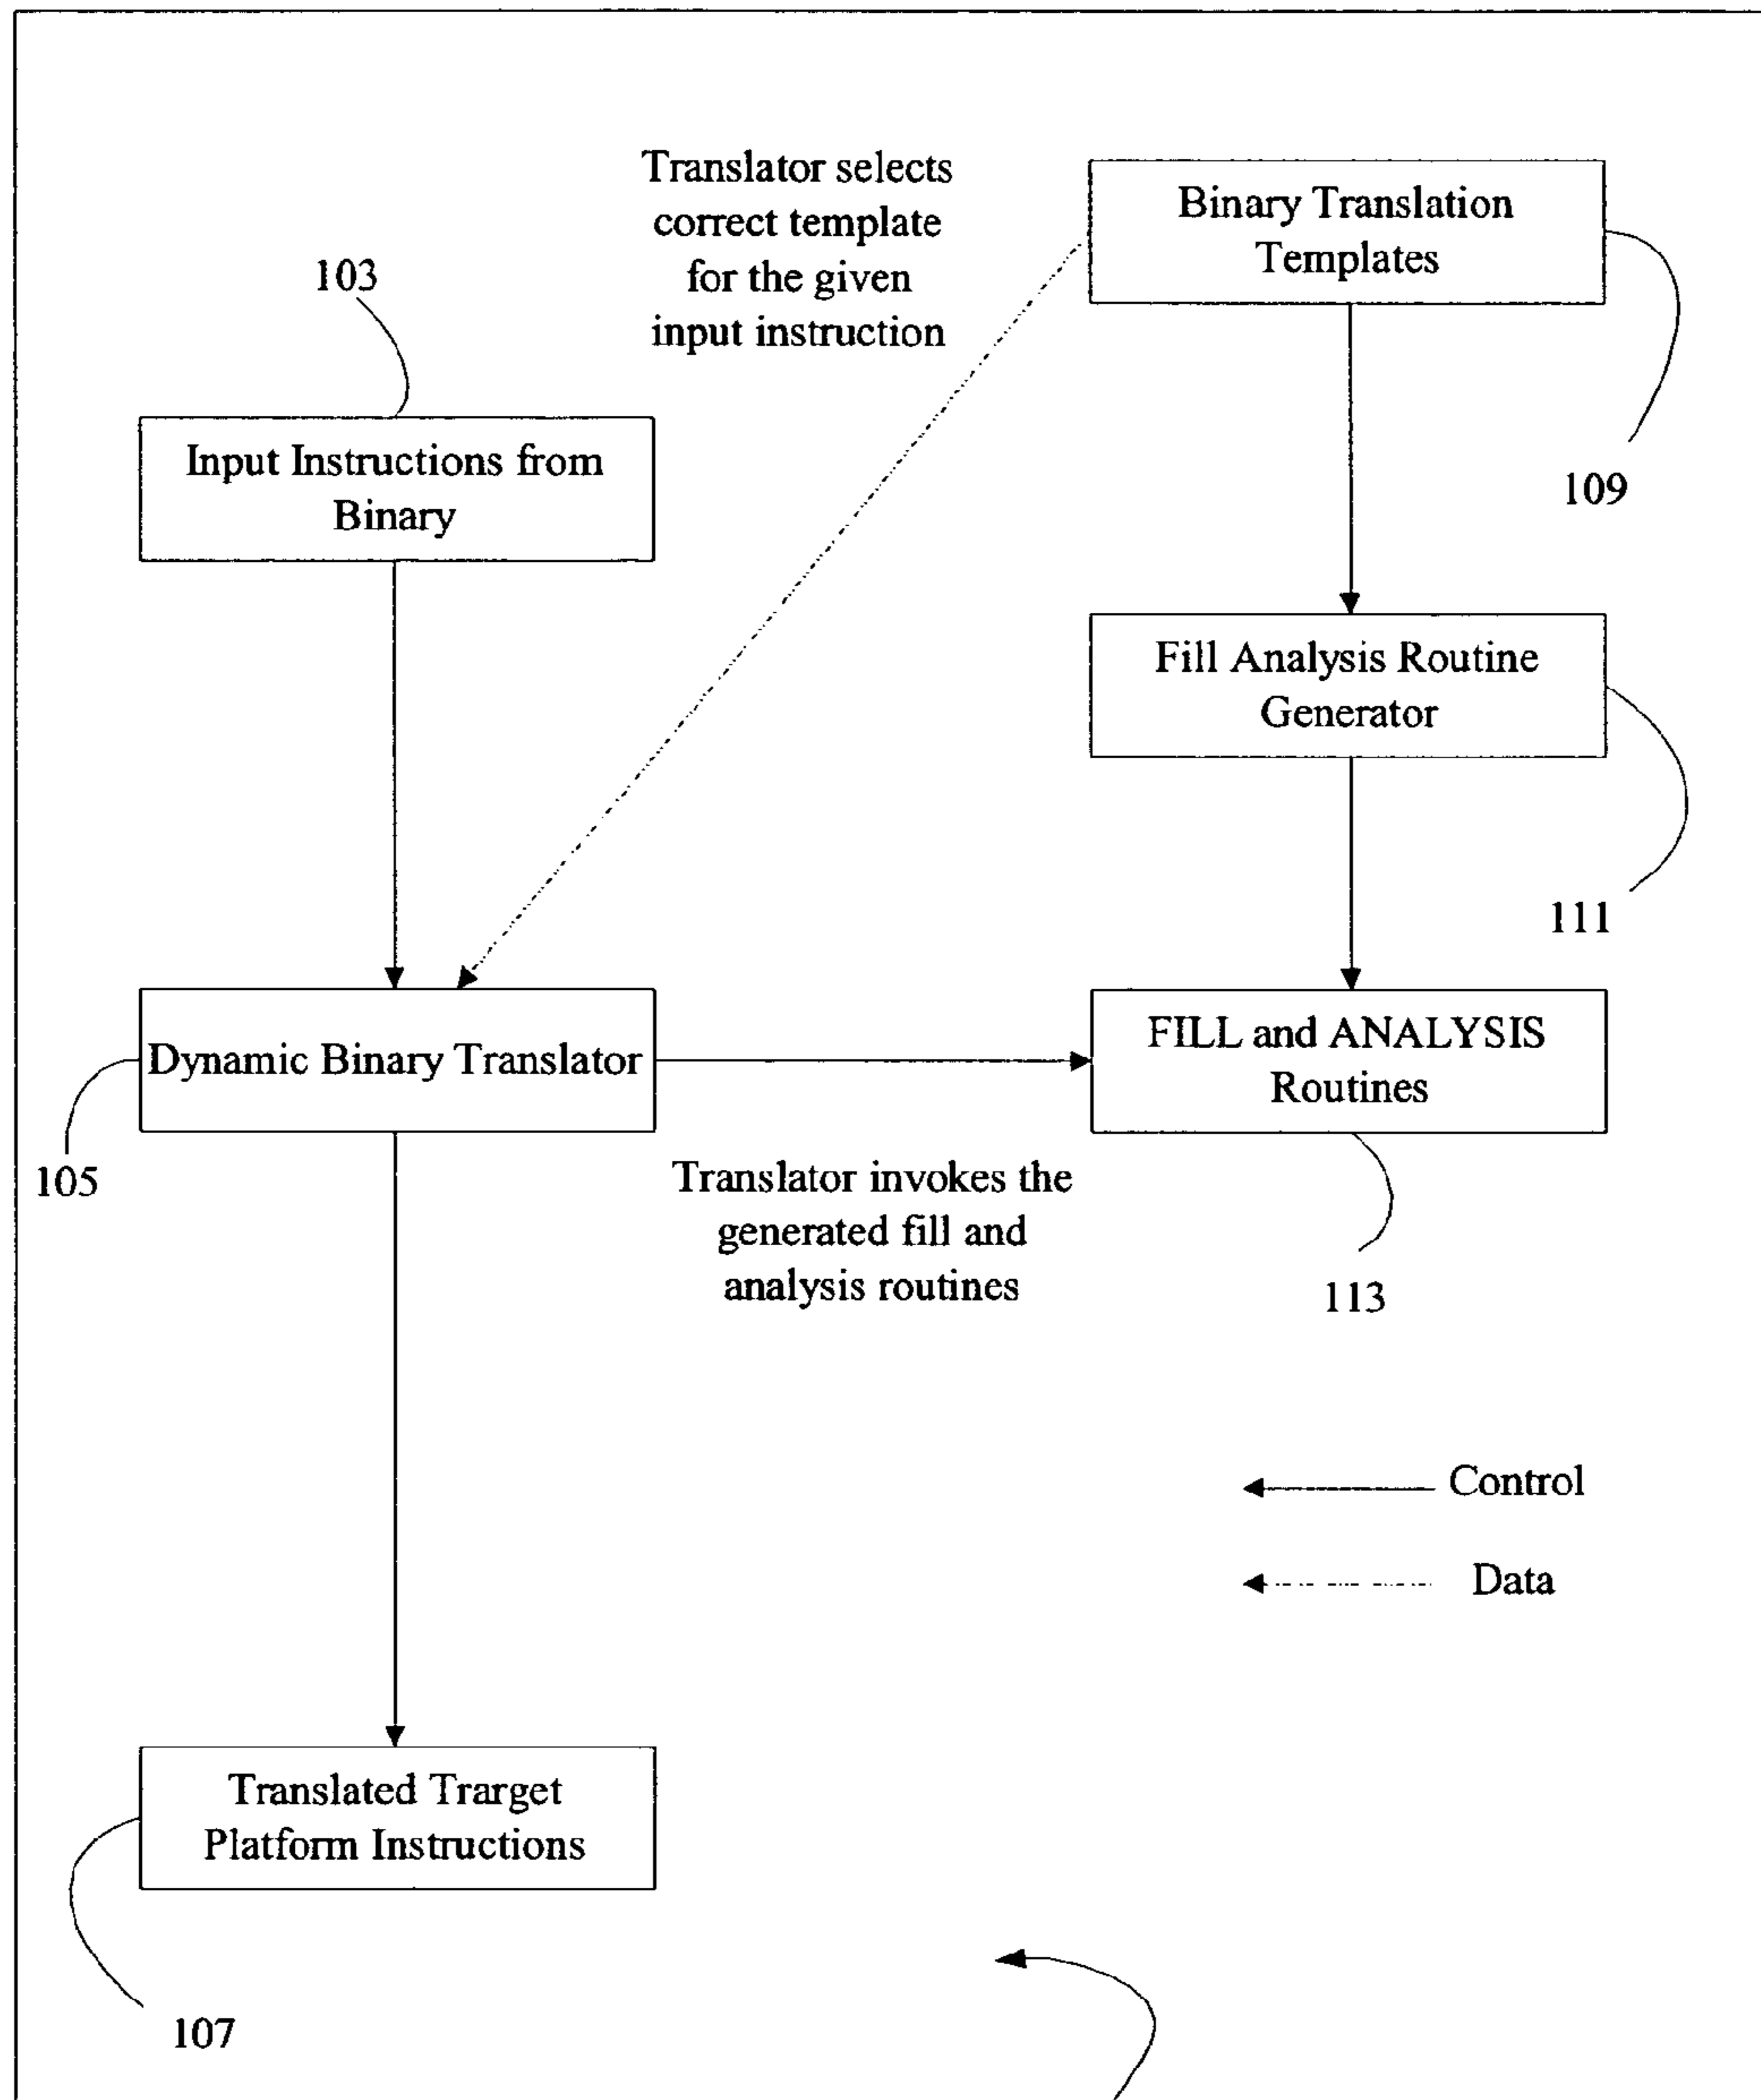 Translator selects
correct template
for the given
input instruction
Binary Translation
Templates
103
109
Input Instructions from
Binary
Fill Analysis Routine
Generator
111
Dynamic Binary Translator
FILL and ANALYSIS
Routines
105
Translator invokes the
generated fill and
analysis routines
113
Control
Data
Translated Trarget
Platform Instructions
107